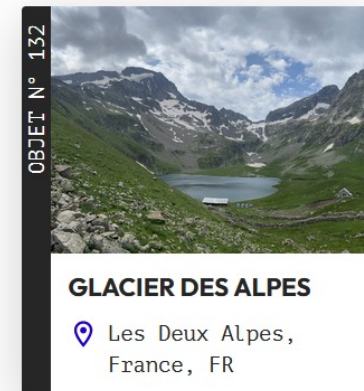 OBJET N° 132
GLACIER DES ALPES
Les Deux Alpes,
France, FR